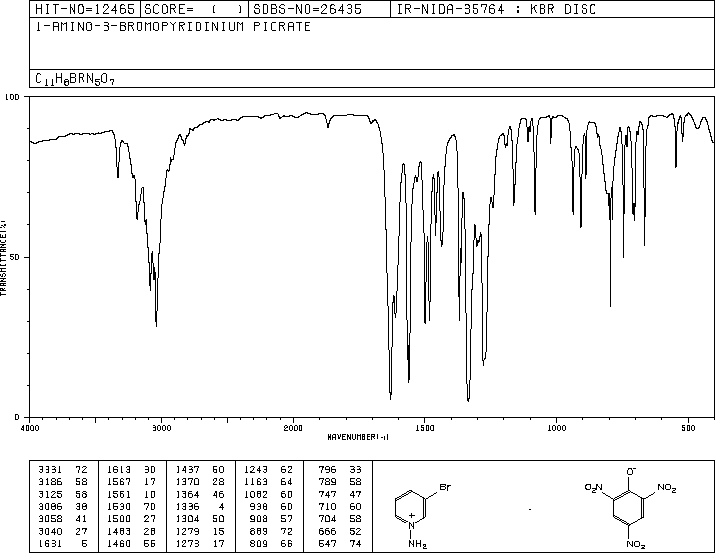 HIT-NO=12465 SCORE= ( ) SDBS-NO=26435 IR-NIDA-35764 : KBR DISC
1-AMINO-3-BROMOPYRIDINIUM PICRATE
C11H8BRN5O7
100
50
0
TRANSMITTANCE(%)
4000 3000 2000 1500 1000 500
WAVENUMBER(-1)
3331 72 1613 30 1437 50 1243 62 796 33
3186 58 1567 17 1370 28 1163 64 789 58
3125 58 1561 10 1364 46 1082 60 747 47
3086 38 1530 70 1336 4 938 60 710 60
3058 41 1500 27 1304 50 908 57 704 58
3040 27 1483 28 1279 15 889 72 666 52
1631 5 1460 55 1273 17 809 66 547 74
Br
N
+
NH2
O-
O2N
NO2
NO2